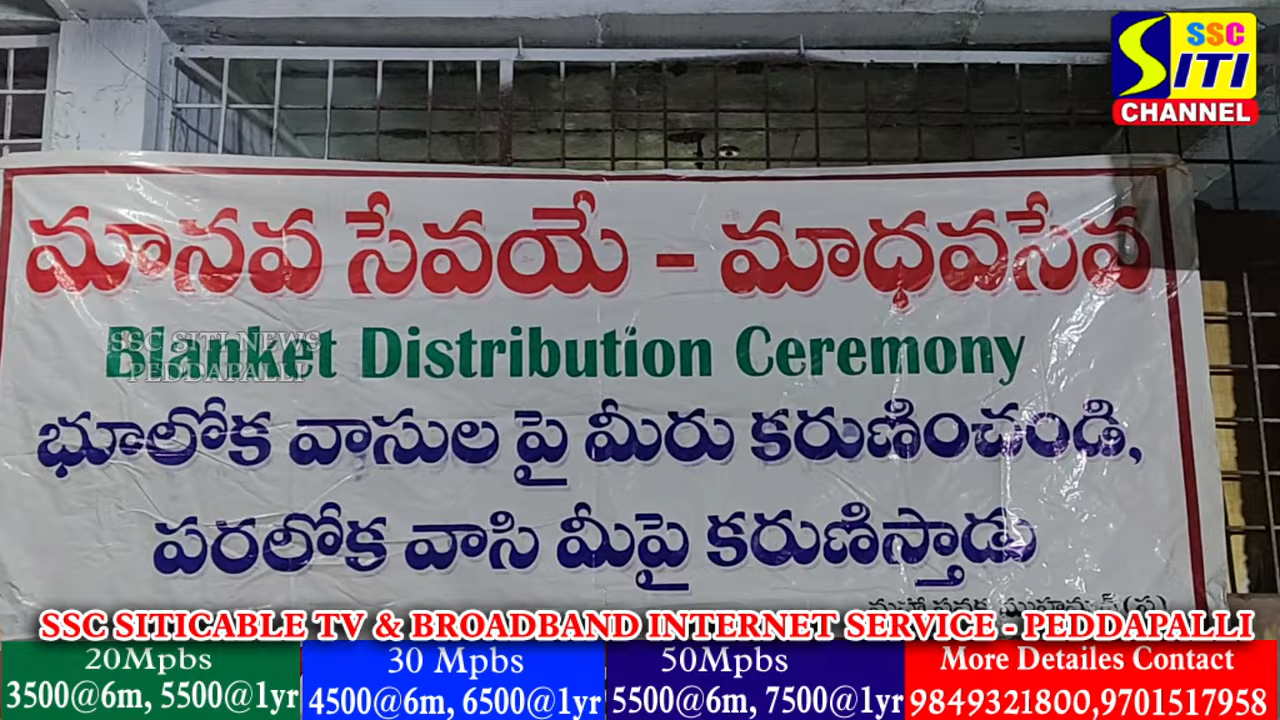 SSC
SITI
CHANNEL
మానవ సేవయే - మాధవసేవ
Blanket Distribution Ceremony
SSC SITI NEWS
PEDDAPALLI
భూలోక వాసుల పై మీరు కరుణించండి,
పరలోక వాసి మీపై కరుణిస్తాడు
SSC SITICABLE TV & BROADBAND INTERNET SERVICE - PEDDAPALLI
20Mpbs
3500@6m, 5500@1yr
30 Mpbs
4500@6m, 6500@1yr
50Mpbs
5500@6m, 7500@1yr
More Detailes Contact
9849321800,9701517958